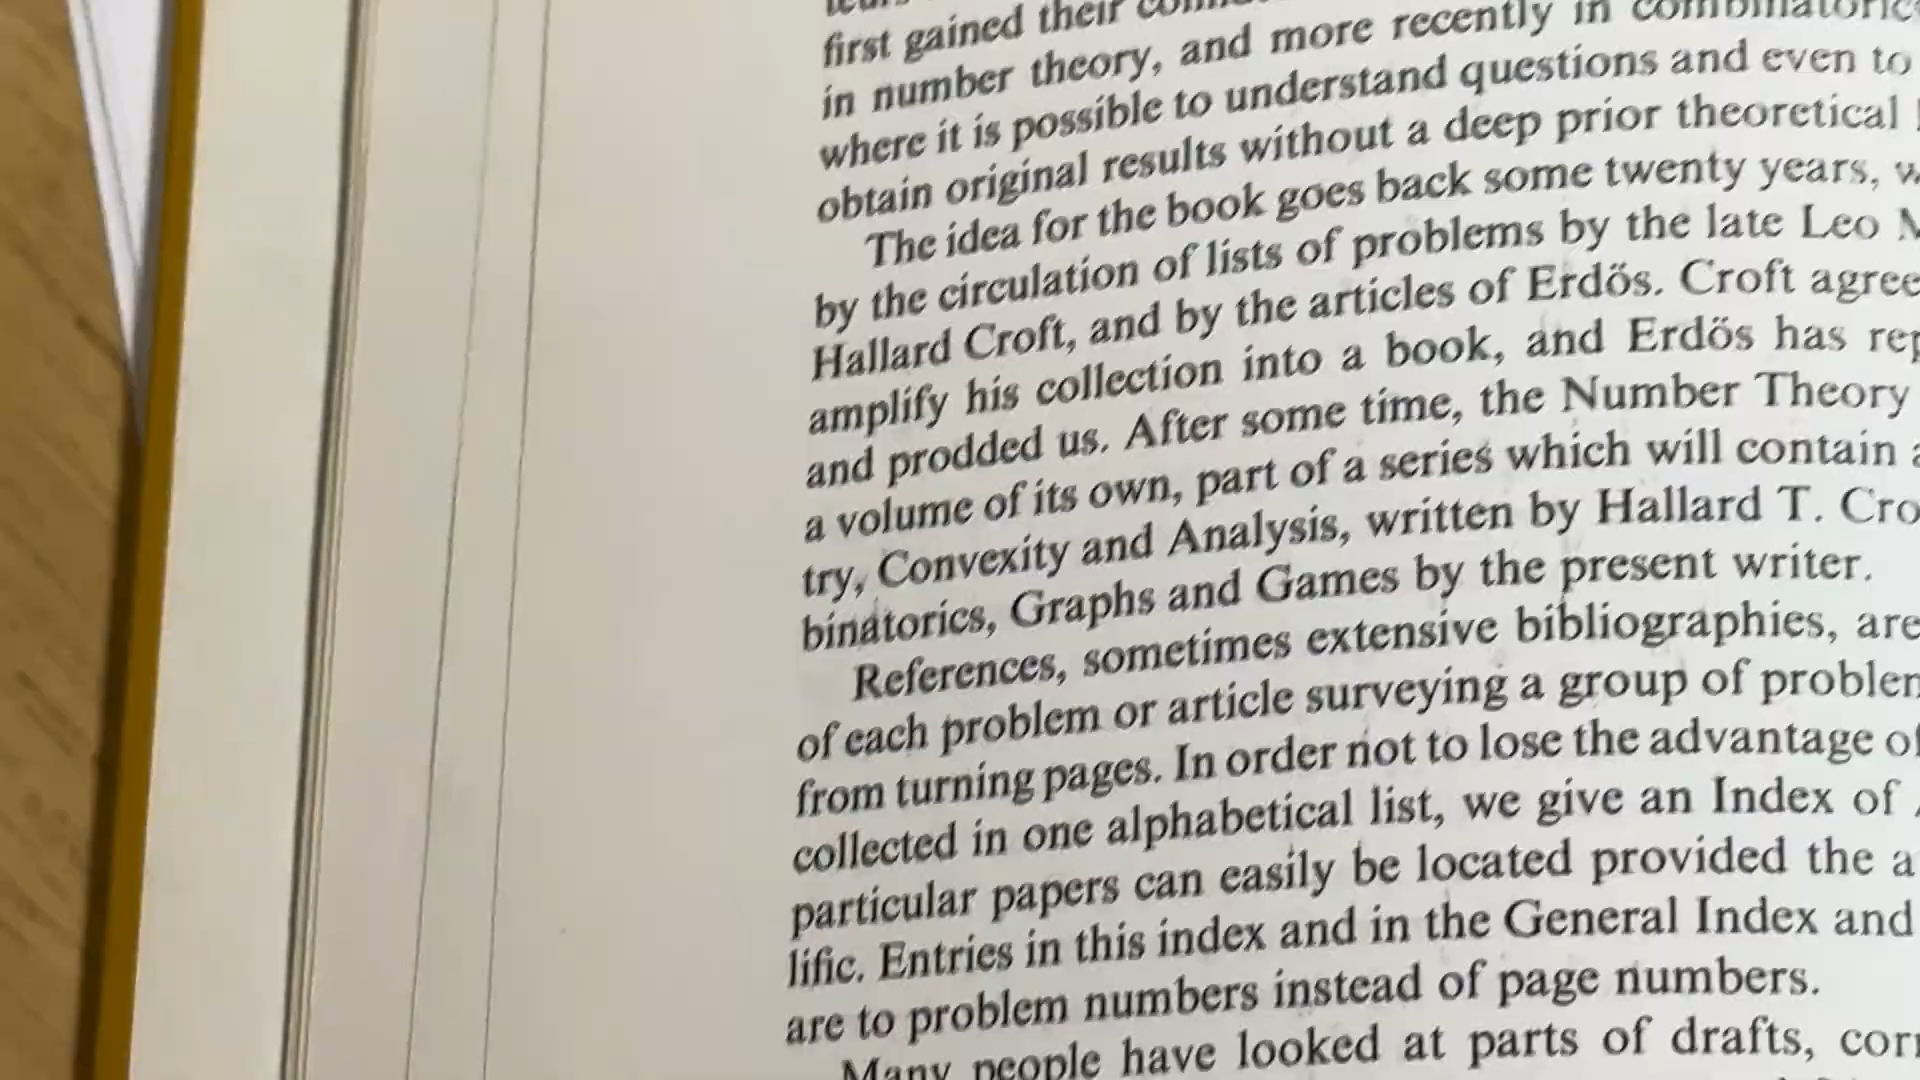 first gained their
in number theory, and more recently in combinatoric
where it is possible to understand questions and even to
obtain original results without a deep prior theoretical
The idea for the book goes back some twenty years, w
by the circulation of lists of problems by the late Leo M
Hallard Croft, and by the articles of Erdös. Croft agree
amplify his collection into a book, and Erdös has rep
and prodded us. After some time, the Number Theory
a volume of its own, part of a series which will contain a
try, Convexity and Analysis, written by Hallard T. Cro
binatorics, Graphs and Games by the present writer.
References, sometimes extensive bibliographies, are
of each problem or article surveying a group of problem
from turning pages. In order not to lose the advantage of
collected in one alphabetical list, we give an Index of
particular papers can easily be located provided the a
lific. Entries in this index and in the General Index and
are to problem numbers instead of page numbers.
Many people have looked at parts of drafts, corr